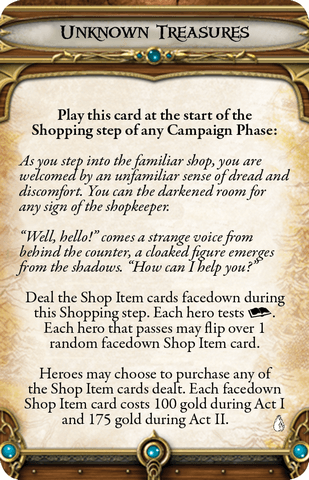 UNKNOWN TREASURES
Play this card at the start of the
Shopping step of any Campaign Phase:
As you step into the familiar shop, you are
welcomed by an unfamiliar sense of dread and
discomfort. You can the darkened room for
any sign of the shopkeeper.
“Well, hello!” comes a strange voice from
behind the counter, a cloaked figure emerges
from the shadows. “How can I help you?”
Deal the Shop Item cards facedown during
this Shopping step. Each hero tests .
Each hero that passes may flip over 1
random facedown Shop Item card.
Heroes may choose to purchase any of
the Shop Item cards dealt. Each facedown
Shop Item card costs 100 gold during Act I
and 175 gold during Act II.